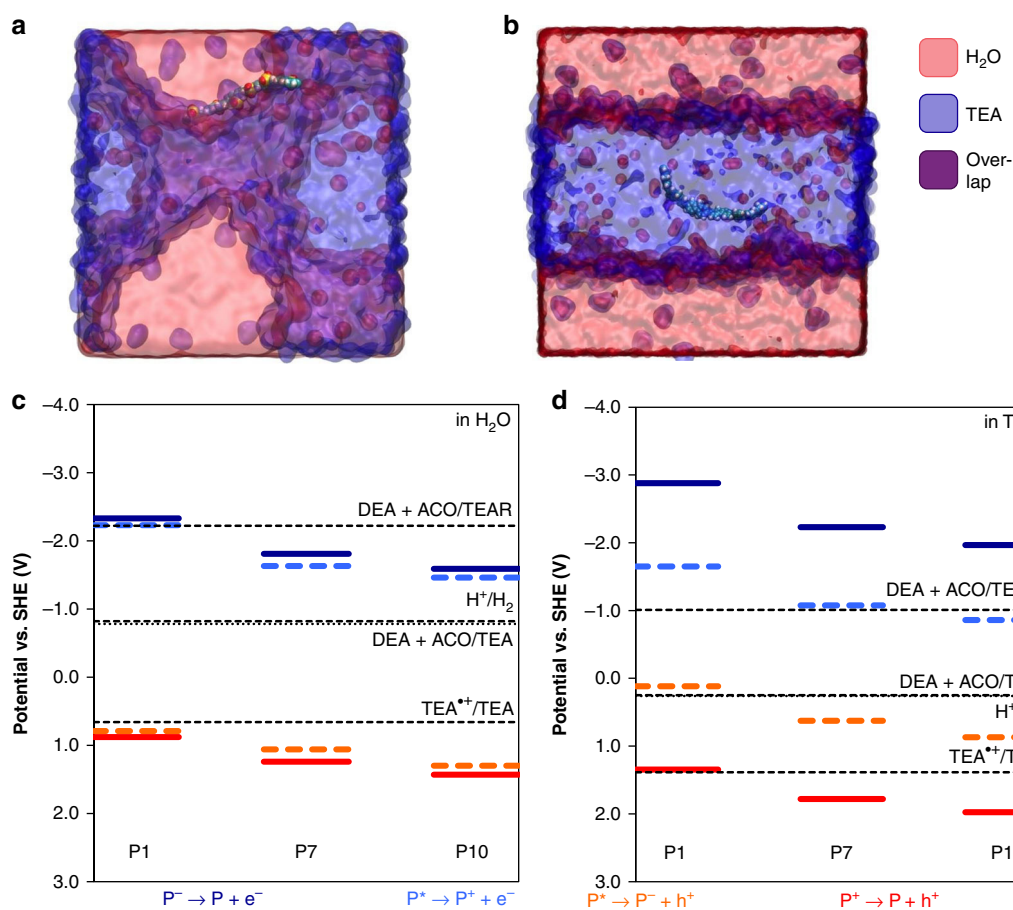 a
b
H₂O
TEA
Over-
lap
c
in H₂O
–4.0
–3.0
–2.0
–1.0
0.0
1.0
2.0
3.0
Potential vs. SHE (V)
DEA + ACO/TEAR
H⁺/H₂
DEA + ACO/TEA
TEA•⁺/TEA
P1
P7
P10
P⁻ → P + e⁻
P* → P⁺ + e⁻
d
in T
–4.0
–3.0
–2.0
–1.0
0.0
1.0
2.0
3.0
Potential vs. SHE (V)
DEA + ACO/TE
DEA + ACO/T
H⁺
TEA•⁺/T
P1
P7
P1
P* → P⁻ + h⁺
P⁺ → P + h⁺